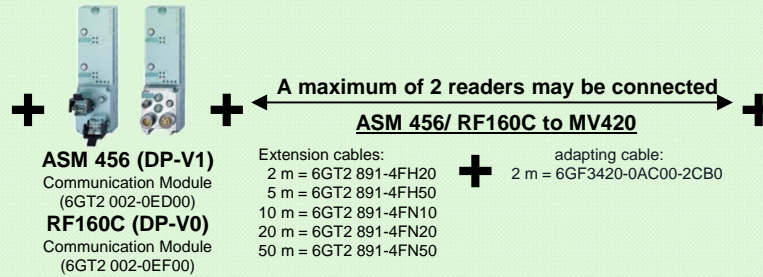 +
+
A maximum of 2 readers may be connected
+
ASM 456/ RF160C to MV420
ASM 456 (DP-V1)
Communication Module
(6GT2 002-0ED00)
RF160C (DP-V0)
Communication Module
(6GT2 002-0EF00)
Extension cables:
2 m = 6GT2 891-4FH20
5 m = 6GT2 891-4FH50
10 m = 6GT2 891-4FN10
20 m = 6GT2 891-4FN20
50 m = 6GT2 891-4FN50
+
adapting cable:
2 m = 6GF3420-0AC00-2CB0